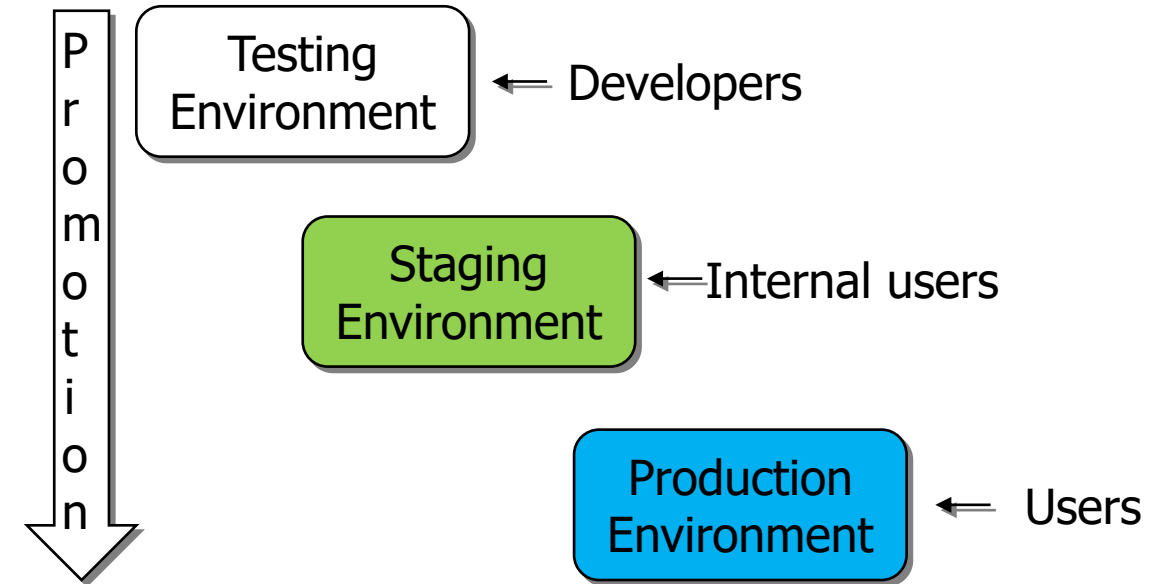 Promotion
Testing
Environment
Developers
Staging
Environment
Internal users
Production
Environment
Users